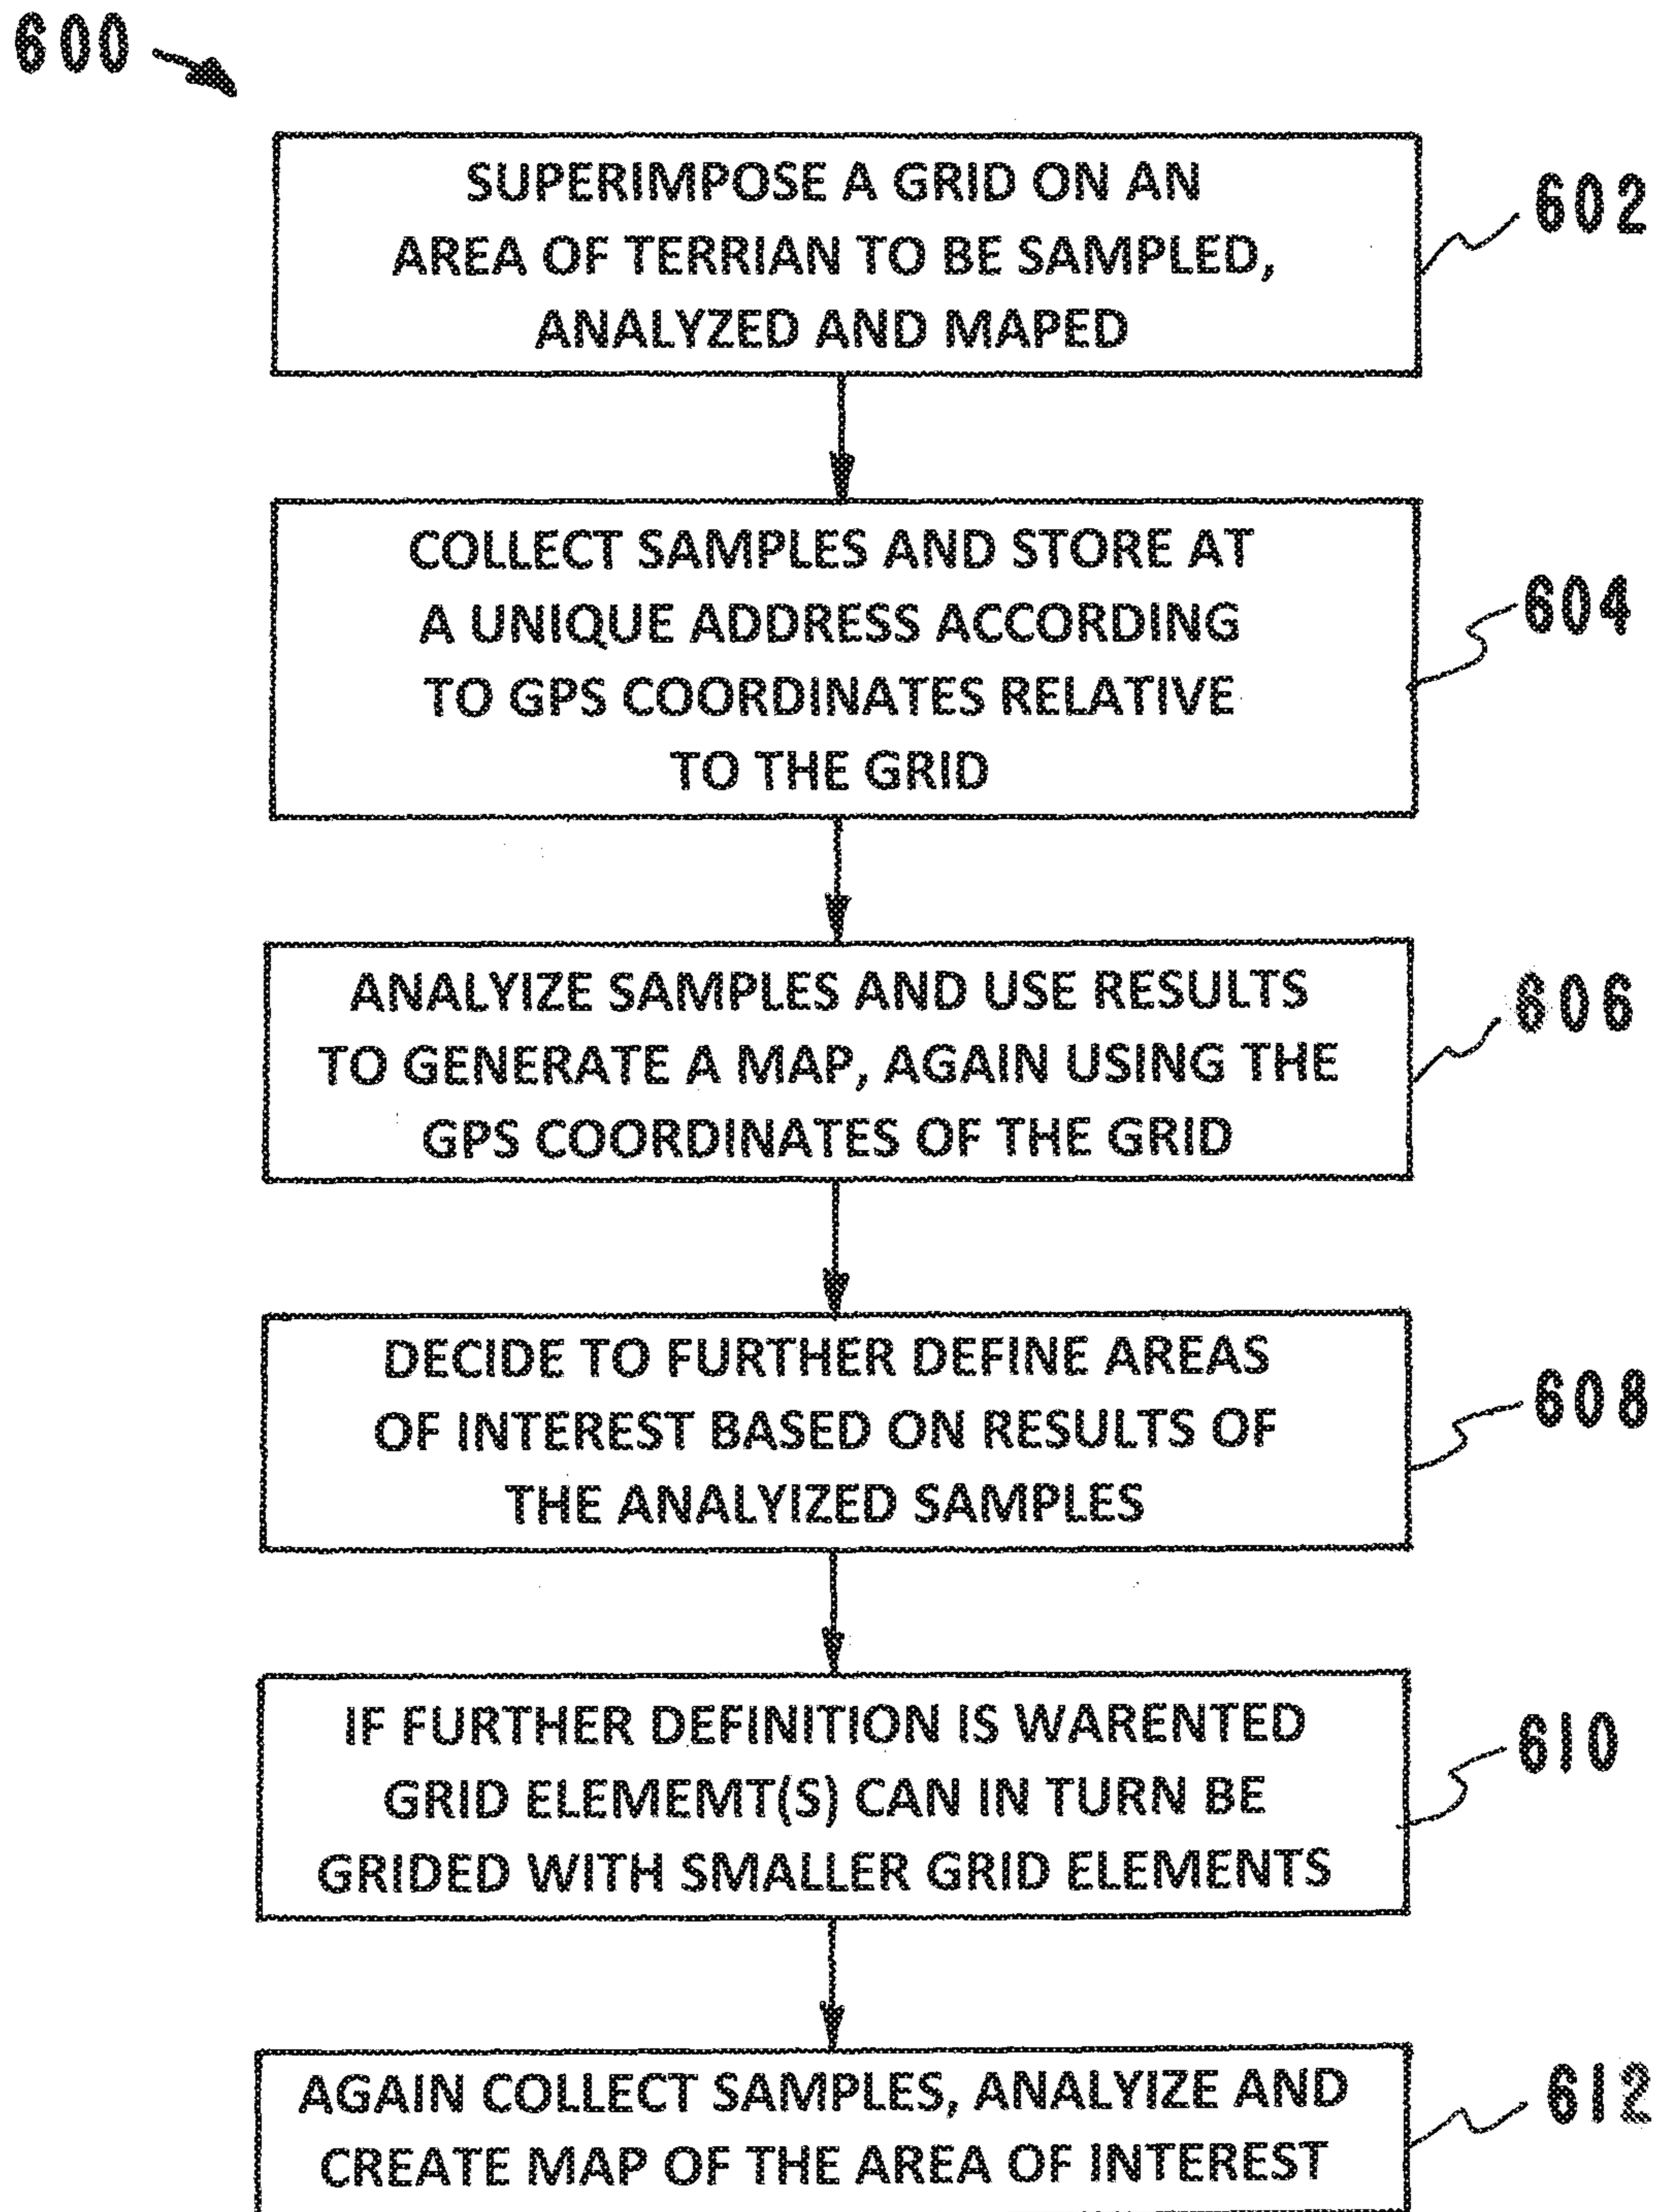 600
SUPERIMPOSE A GRID ON AN
AREA OF TERRIAN TO BE SAMPLED,
ANALYZED AND MAPED
602
COLLECT SAMPLES AND STORE AT
A UNIQUE ADDRESS ACCORDING
TO GPS COORDINATES RELATIVE
TO THE GRID
604
ANALYIZE SAMPLES AND USE RESULTS
TO GENERATE A MAP, AGAIN USING THE
GPS COORDINATES OF THE GRID
606
DECIDE TO FURTHER DEFINE AREAS
OF INTEREST BASED ON RESULTS OF
THE ANALYIZED SAMPLES
608
IF FURTHER DEFINITION IS WARENTED
GRID ELEMEMT(S) CAN IN TURN BE
GRIDED WITH SMALLER GRID ELEMENTS
610
AGAIN COLLECT SAMPLES, ANALYIZE AND
CREATE MAP OF THE AREA OF INTEREST
612